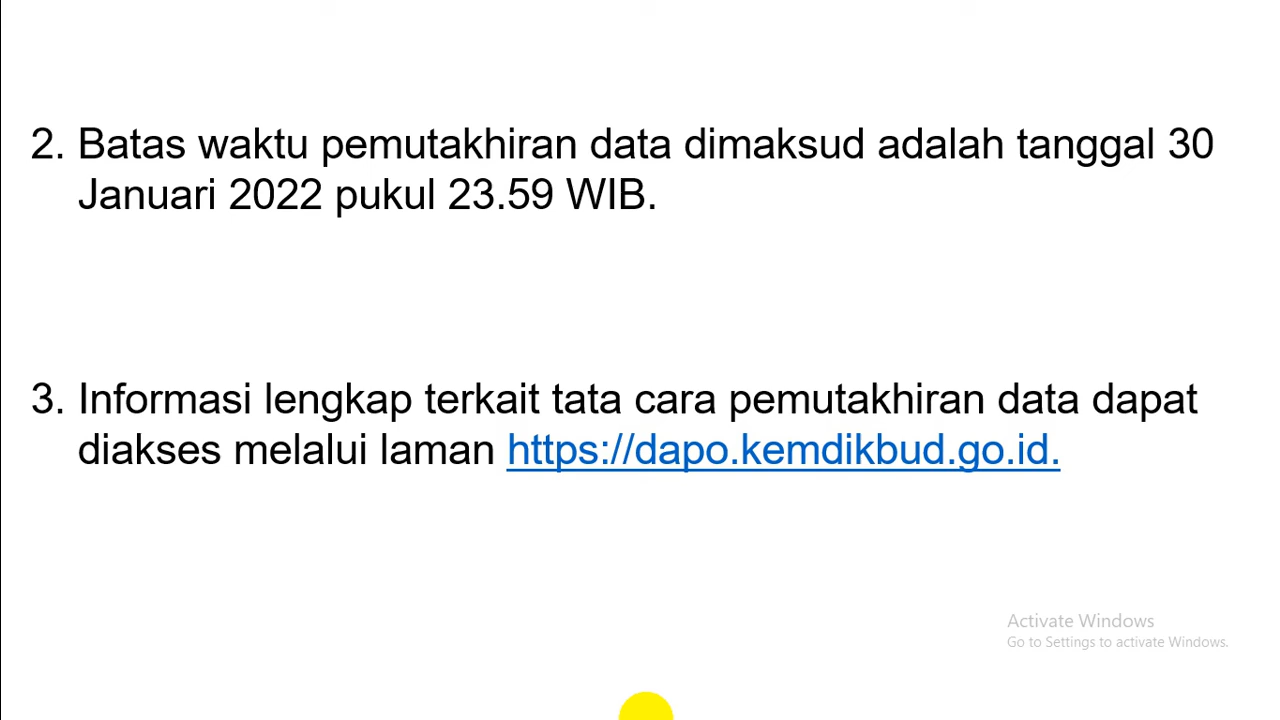 2. Batas waktu pemutakhiran data dimaksud adalah tanggal 30
Januari 2022 pukul 23.59 WIB.
3. Informasi lengkap terkait tata cara pemutakhiran data dapat
diakses melalui laman https://dapo.kemdikbud.go.id.
Activate Windows
Go to Settings to activate Windows.